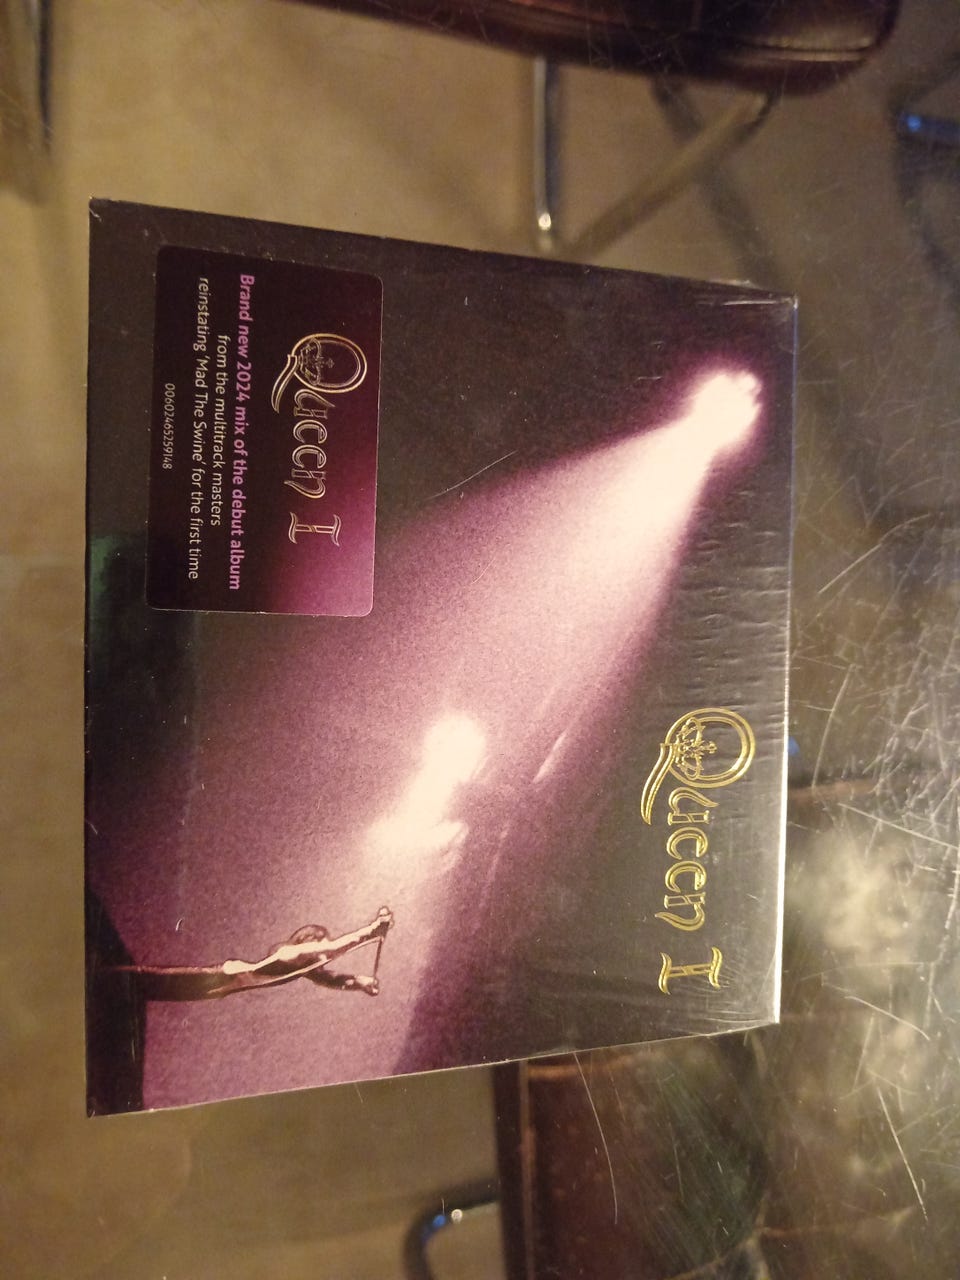 Queen I
Queen I
Brand new 2024 mix of the debut album
from the multitrack masters
reinstating 'Mad The Swine' for the first time
00602465259148